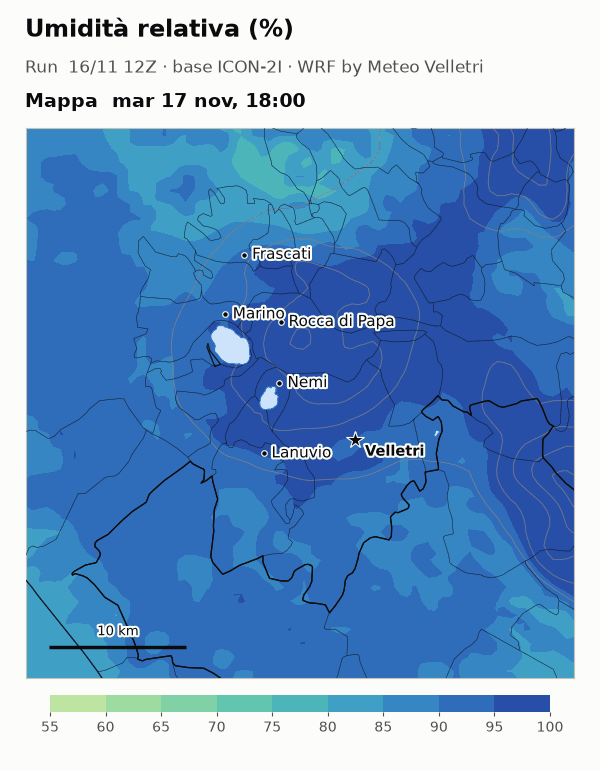 Umidità relativa (%)
Run  16/11 12Z · base ICON-2I · WRF by Meteo Velletri
Mappa  mar 17 nov, 18:00
Frascati
Marino
Rocca di Papa
Nemi
Velletri
Lanuvio
10 km
55 60 65 70 75 80 85 90 95 100